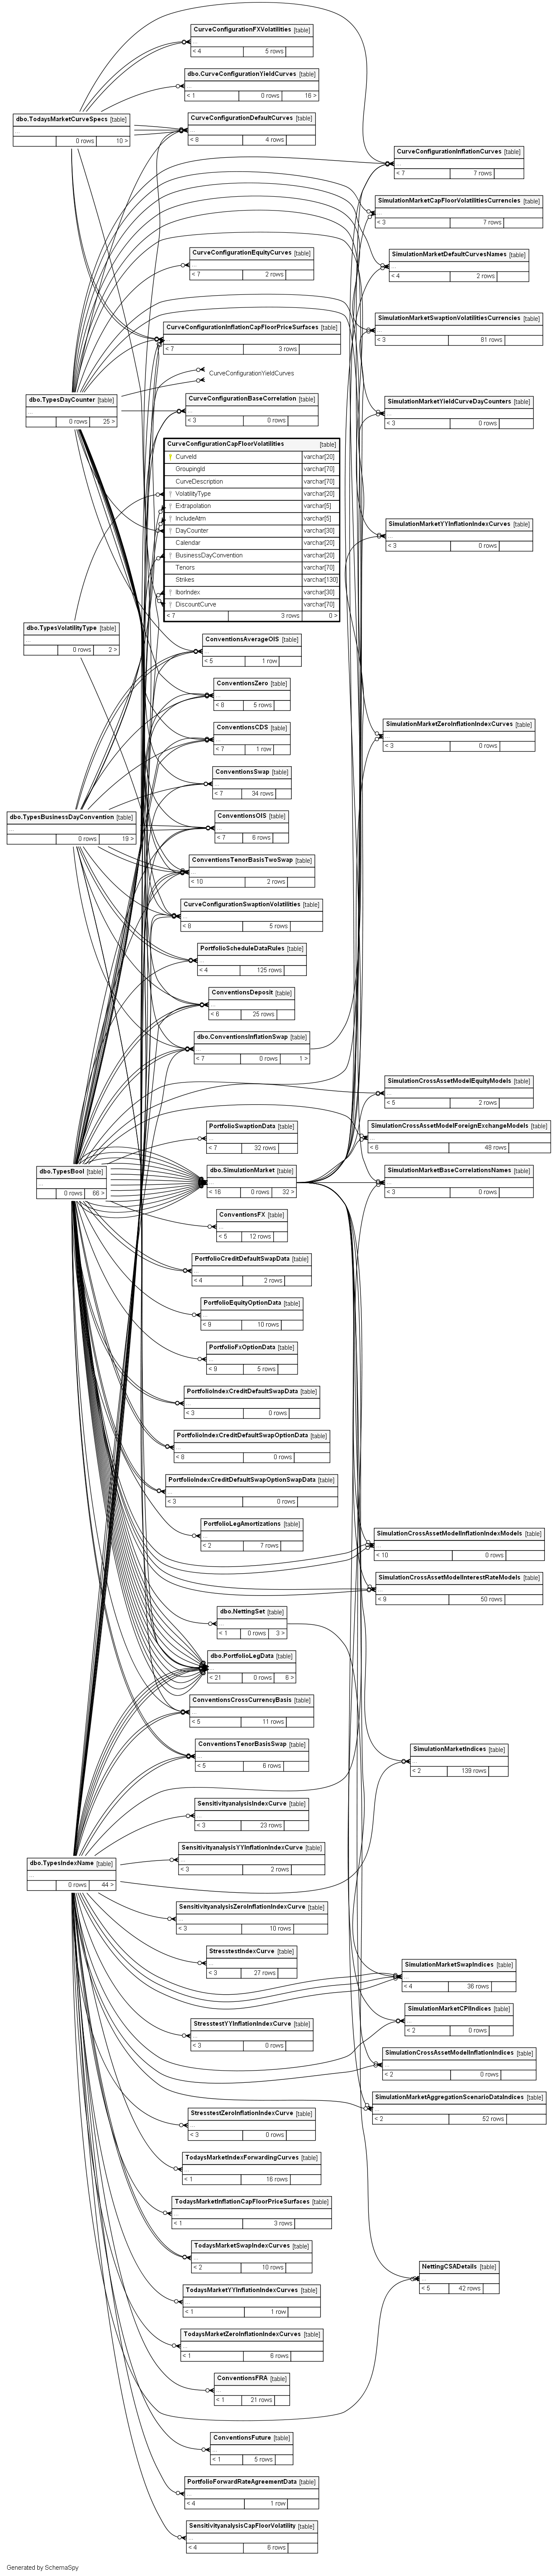 CurveConfigurationFXVolatilities [table]
...
< 4 5 rows
dbo.CurveConfigurationYieldCurves [table]
...
< 1 0 rows 16 >
dbo.TodaysMarketCurveSpecs [table]
...
0 rows 10 >
CurveConfigurationDefaultCurves [table]
...
< 8 4 rows
CurveConfigurationInflationCurves [table]
...
< 7 7 rows
SimulationMarketCapFloorVolatilitiesCurrencies [table]
...
< 3 7 rows
CurveConfigurationEquityCurves [table]
...
< 7 2 rows
SimulationMarketDefaultCurvesNames [table]
...
< 4 2 rows
CurveConfigurationInflationCapFloorPriceSurfaces [table]
...
< 7 3 rows
SimulationMarketSwaptionVolatilitiesCurrencies [table]
...
< 3 81 rows
CurveConfigurationYieldCurves
dbo.TypesDayCounter [table]
...
0 rows 25 >
CurveConfigurationBaseCorrelation [table]
...
< 3 0 rows
SimulationMarketYieldCurveDayCounters [table]
...
< 3 0 rows
CurveConfigurationCapFloorVolatilities [table]
CurveId varchar[20]
GroupingId varchar[70]
CurveDescription varchar[70]
VolatilityType varchar[20]
Extrapolation varchar[5]
IncludeAtm varchar[5]
DayCounter varchar[30]
Calendar varchar[20]
BusinessDayConvention varchar[20]
Tenors varchar[70]
Strikes varchar[130]
IborIndex varchar[30]
DiscountCurve varchar[70]
< 7 3 rows 0 >
SimulationMarketYYInflationIndexCurves [table]
...
< 3 0 rows
dbo.TypesVolatilityType [table]
...
0 rows 2 >
ConventionsAverageOIS [table]
...
< 5 1 row
ConventionsZero [table]
...
< 8 5 rows
ConventionsCDS [table]
...
< 7 1 row
SimulationMarketZeroInflationIndexCurves [table]
...
< 3 0 rows
ConventionsSwap [table]
...
< 7 34 rows
dbo.TypesBusinessDayConvention [table]
...
0 rows 19 >
ConventionsOIS [table]
...
< 7 6 rows
ConventionsTenorBasisTwoSwap [table]
...
< 10 2 rows
CurveConfigurationSwaptionVolatilities [table]
...
< 8 5 rows
PortfolioScheduleDataRules [table]
...
< 4 125 rows
ConventionsDeposit [table]
...
< 6 25 rows
dbo.ConventionsInflationSwap [table]
...
< 7 0 rows 1 >
SimulationCrossAssetModelEquityModels [table]
...
< 5 2 rows
PortfolioSwaptionData [table]
...
< 7 32 rows
SimulationCrossAssetModelForeignExchangeModels [table]
...
< 6 48 rows
dbo.TypesBool [table]
...
0 rows 66 >
dbo.SimulationMarket [table]
...
< 16 0 rows 32 >
SimulationMarketBaseCorrelationsNames [table]
...
< 3 0 rows
ConventionsFX [table]
...
< 5 12 rows
PortfolioCreditDefaultSwapData [table]
...
< 4 2 rows
PortfolioEquityOptionData [table]
...
< 9 10 rows
PortfolioFxOptionData [table]
...
< 9 5 rows
PortfolioIndexCreditDefaultSwapData [table]
...
< 3 0 rows
PortfolioIndexCreditDefaultSwapOptionData [table]
...
< 8 0 rows
PortfolioIndexCreditDefaultSwapOptionSwapData [table]
...
< 3 0 rows
PortfolioLegAmortizations [table]
...
< 2 7 rows
SimulationCrossAssetModelInflationIndexModels [table]
...
< 10 0 rows
SimulationCrossAssetModelInterestRateModels [table]
...
< 9 50 rows
dbo.NettingSet [table]
...
< 1 0 rows 3 >
dbo.PortfolioLegData [table]
...
< 21 0 rows 6 >
ConventionsCrossCurrencyBasis [table]
...
< 5 11 rows
ConventionsTenorBasisSwap [table]
...
< 5 6 rows
SimulationMarketIndices [table]
...
< 2 139 rows
SensitivityanalysisIndexCurve [table]
...
< 3 23 rows
SensitivityanalysisYYInflationIndexCurve [table]
...
< 3 2 rows
dbo.TypesIndexName [table]
...
0 rows 44 >
SensitivityanalysisZeroInflationIndexCurve [table]
...
< 3 10 rows
StresstestIndexCurve [table]
...
< 3 27 rows
SimulationMarketSwapIndices [table]
...
< 4 36 rows
StresstestYYInflationIndexCurve [table]
...
< 3 0 rows
SimulationMarketCPIIndices [table]
...
< 2 0 rows
SimulationCrossAssetModelInflationIndices [table]
...
< 2 0 rows
SimulationMarketAggregationScenarioDataIndices [table]
...
< 2 52 rows
StresstestZeroInflationIndexCurve [table]
...
< 3 0 rows
TodaysMarketIndexForwardingCurves [table]
...
< 1 16 rows
TodaysMarketInflationCapFloorPriceSurfaces [table]
...
< 1 3 rows
TodaysMarketSwapIndexCurves [table]
...
< 2 10 rows
NettingCSADetails [table]
...
< 5 42 rows
TodaysMarketYYInflationIndexCurves [table]
...
< 1 1 row
TodaysMarketZeroInflationIndexCurves [table]
...
< 1 6 rows
ConventionsFRA [table]
...
< 1 21 rows
ConventionsFuture [table]
...
< 1 5 rows
PortfolioForwardRateAgreementData [table]
...
< 4 1 row
SensitivityanalysisCapFloorVolatility [table]
...
< 4 6 rows
Generated by SchemaSpy